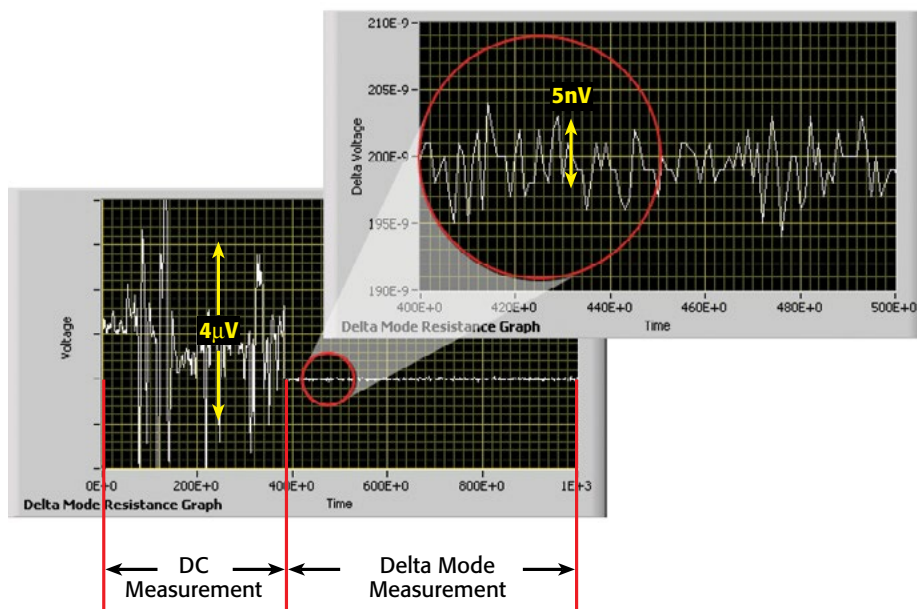 210E-9
205E-9
200E-9
195E-9
190E-9
Delta Voltage
5nV
400E+0
420E+0
440E+0
460E+0
480E+0
500E+0
Delta Mode Resistance Graph
Time
Voltage
4μV
0E+0
200E+0
400E+0
600E+0
800E+0
1E+3
Delta Mode Resistance Graph
Time
DC
Measurement
Delta Mode
Measurement